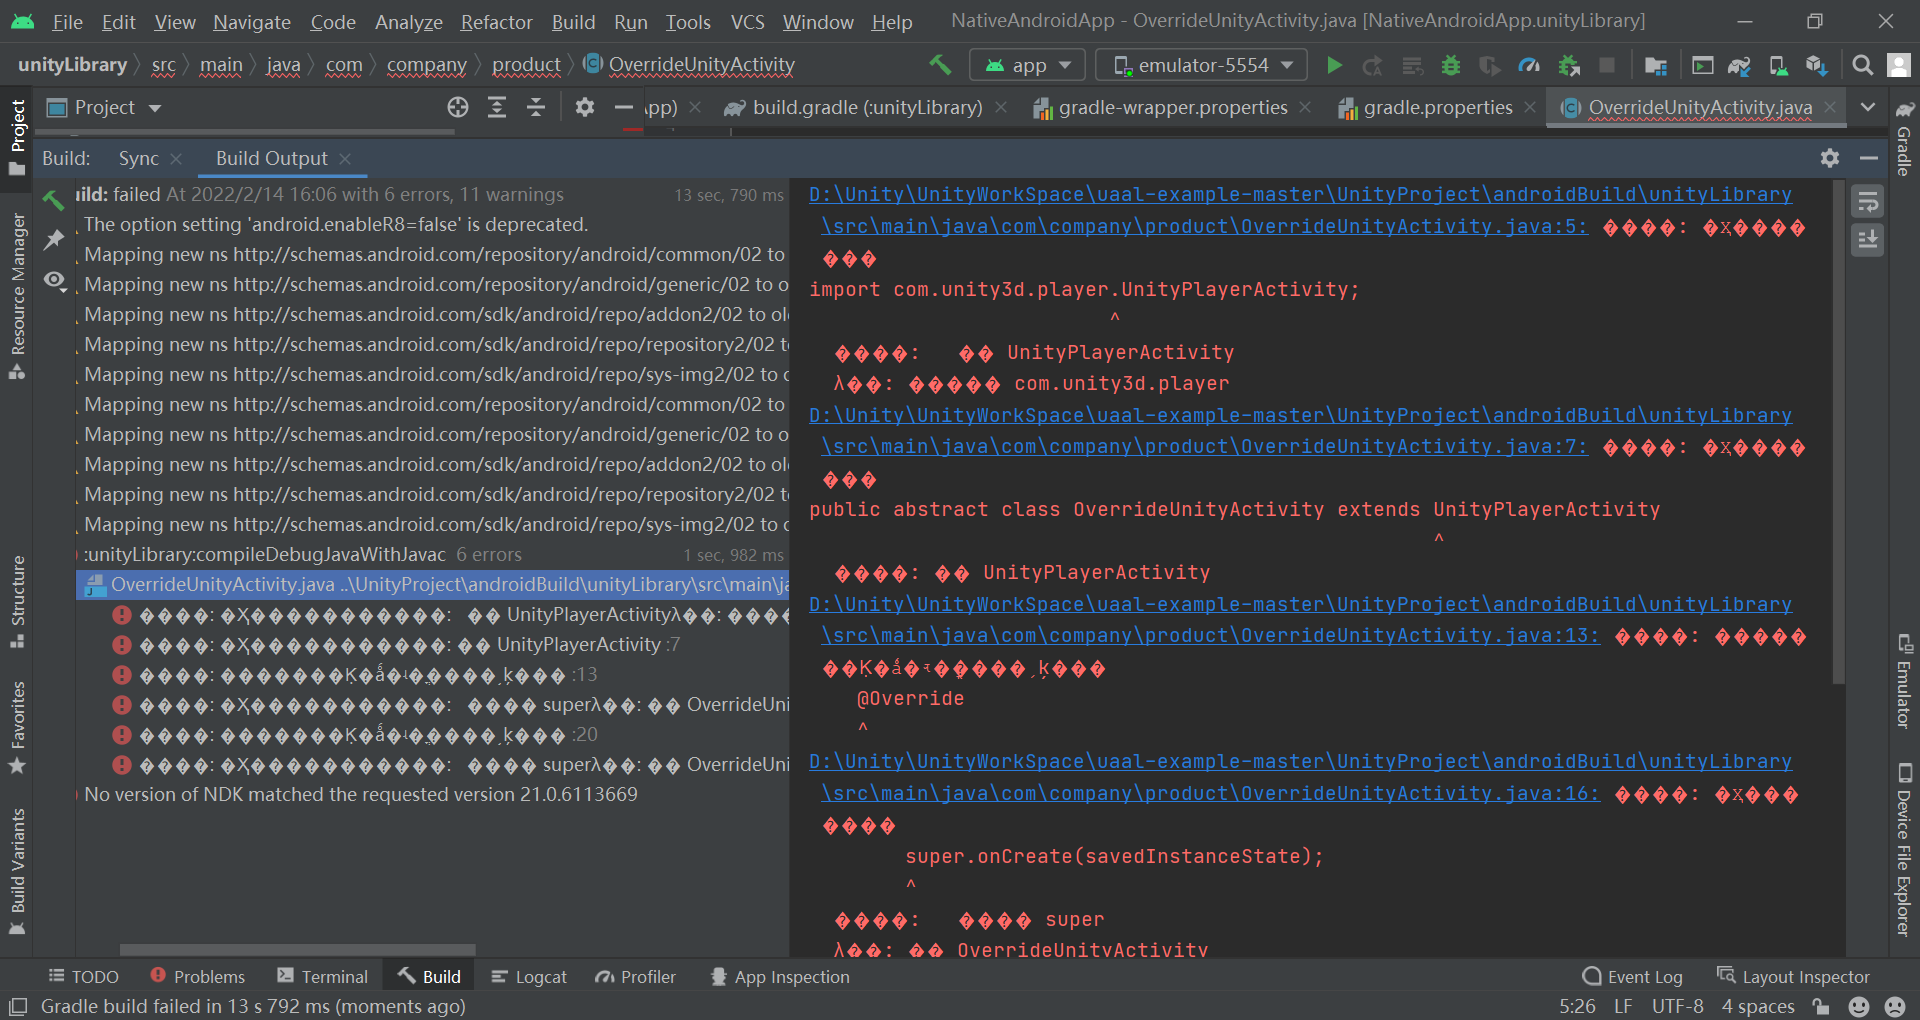 File Edit View Navigate Code Analyze Refactor Build Run Tools VCS Window Help NativeAndroidApp - OverrideUnityActivity.java [NativeAndroidApp.unityLibrary]
unityLibrary src main java com company product OverrideUnityActivity app emulator-5554
Project pp) build.gradle (:unityLibrary) gradle-wrapper.properties gradle.properties OverrideUnityActivity.java
Build: Sync Build Output
uild: failed At 2022/2/14 16:06 with 6 errors, 11 warnings 13 sec, 790 ms
The option setting 'android.enableR8=false' is deprecated.
Mapping new ns http://schemas.android.com/repository/android/common/02 to
Mapping new ns http://schemas.android.com/repository/android/generic/02 to o
Mapping new ns http://schemas.android.com/sdk/android/repo/addon2/02 to ol
Mapping new ns http://schemas.android.com/sdk/android/repo/repository2/02 t
Mapping new ns http://schemas.android.com/sdk/android/repo/sys-img2/02 to
Mapping new ns http://schemas.android.com/repository/android/common/02 to
Mapping new ns http://schemas.android.com/repository/android/generic/02 to o
Mapping new ns http://schemas.android.com/sdk/android/repo/addon2/02 to ol
Mapping new ns http://schemas.android.com/sdk/android/repo/repository2/02 t
Mapping new ns http://schemas.android.com/sdk/android/repo/sys-img2/02 to
:unityLibrary:compileDebugJavaWithJavac 6 errors 1 sec, 982 ms
OverrideUnityActivity.java ..\UnityProject\androidBuild\unityLibrary\src\main\ja
����: �Ҳ�����������: �� UnityPlayerActivityλ��: ����
����: �Ҳ�����������: �� UnityPlayerActivity :7
:13
����: �Ҳ�����������: ���� superλ��: �� OverrideUni
:20
����: �Ҳ�����������: ���� superλ��: �� OverrideUni
No version of NDK matched the requested version 21.0.6113669
D:\Unity\UnityWorkSpace\uaal-example-master\UnityProject\androidBuild\unityLibrary
\src\main\java\com\company\product\OverrideUnityActivity.java:5: ����: �Ҳ����
���
import com.unity3d.player.UnityPlayerActivity;
^
����: �� UnityPlayerActivity
λ��: ����� com.unity3d.player
D:\Unity\UnityWorkSpace\uaal-example-master\UnityProject\androidBuild\unityLibrary
\src\main\java\com\company\product\OverrideUnityActivity.java:7: ����: �Ҳ����
���
public abstract class OverrideUnityActivity extends UnityPlayerActivity
^
����: �� UnityPlayerActivity
D:\Unity\UnityWorkSpace\uaal-example-master\UnityProject\androidBuild\unityLibrary
\src\main\java\com\company\product\OverrideUnityActivity.java:13: ����: �����
@Override
^
D:\Unity\UnityWorkSpace\uaal-example-master\UnityProject\androidBuild\unityLibrary
\src\main\java\com\company\product\OverrideUnityActivity.java:16: ����: �Ҳ���
����
super.onCreate(savedInstanceState);
^
����: ���� super
λ��: �� OverrideUnityActivity
Project
Resource Manager
Structure
Favorites
Build Variants
Gradle
Emulator
Device File Explorer
TODO Problems Terminal Build Logcat Profiler App Inspection Event Log Layout Inspector
Gradle build failed in 13 s 792 ms (moments ago) 5:26 LF UTF-8 4 spaces